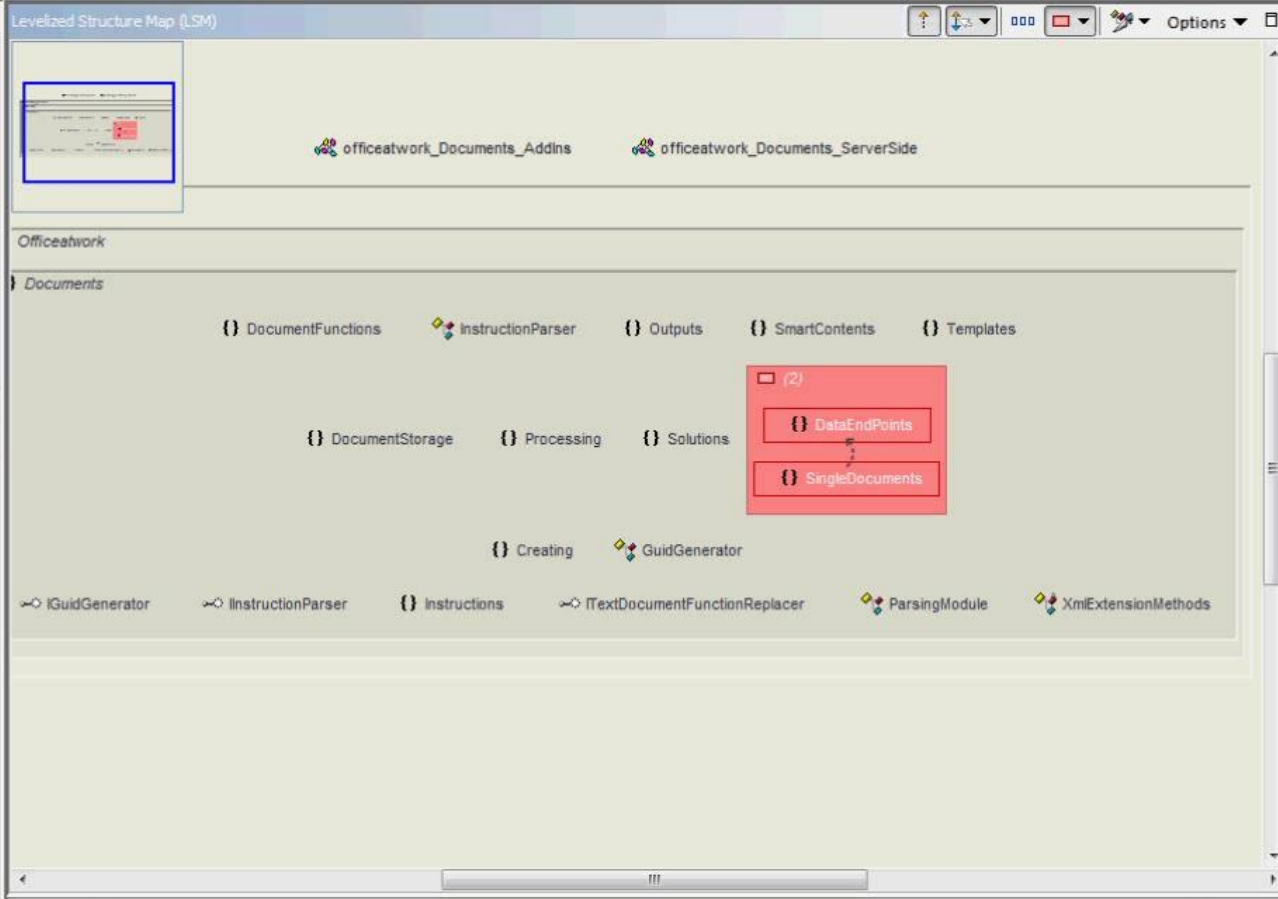 Levelized Structure Map (LSM)
Options
officeatwork_Documents_AddIns officeatwork_Documents_ServerSide
Officeatwork
{} Documents
{} DocumentFunctions InstructionParser {} Outputs {} SmartContents {} Templates
(2)
{} DataEndPoints
{} DocumentStorage {} Processing {} Solutions
{} SingleDocuments
{} Creating GuidGenerator
IGuidGenerator IInstructionParser {} Instructions ITextDocumentFunctionReplacer ParsingModule XmlExtensionMethods